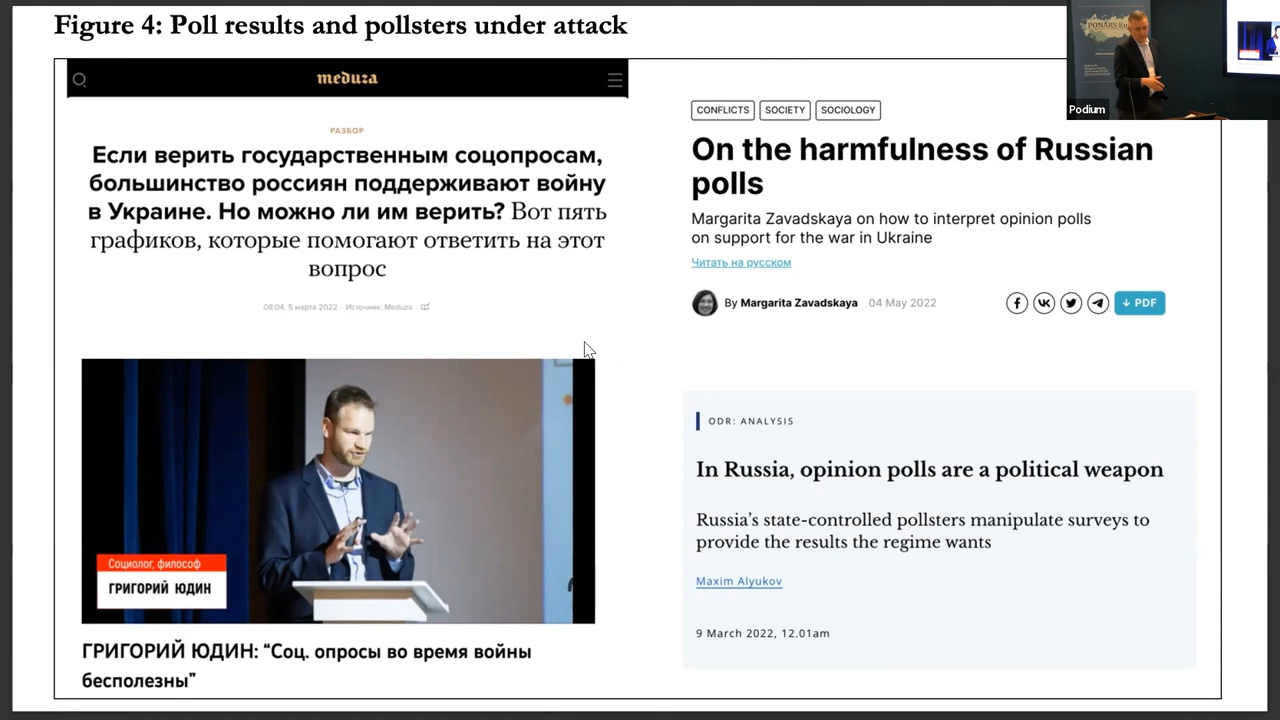 Figure 4: Poll results and pollsters under attack
meduza
РАЗБОР
Если верить государственным соцопросам,
большинство россиян поддерживают войну
в Украине. Но можно ли им верить? Вот пять
графиков, которые помогают ответить на этот
вопрос
08:04, 5 марта 2022 · Источник: Meduza
Социолог, философ
ГРИГОРИЙ ЮДИН
ГРИГОРИЙ ЮДИН: “Соц. опросы во время войны
бесполезны”
CONFLICTS SOCIETY SOCIOLOGY
On the harmfulness of Russian
polls
Margarita Zavadskaya on how to interpret opinion polls
on support for the war in Ukraine
Читать на русском
By Margarita Zavadskaya 04 May 2022
↓ PDF
ODR: ANALYSIS
In Russia, opinion polls are a political weapon
Russia’s state-controlled pollsters manipulate surveys to
provide the results the regime wants
Maxim Alyukov
9 March 2022, 12.01am
PONARS
Podium